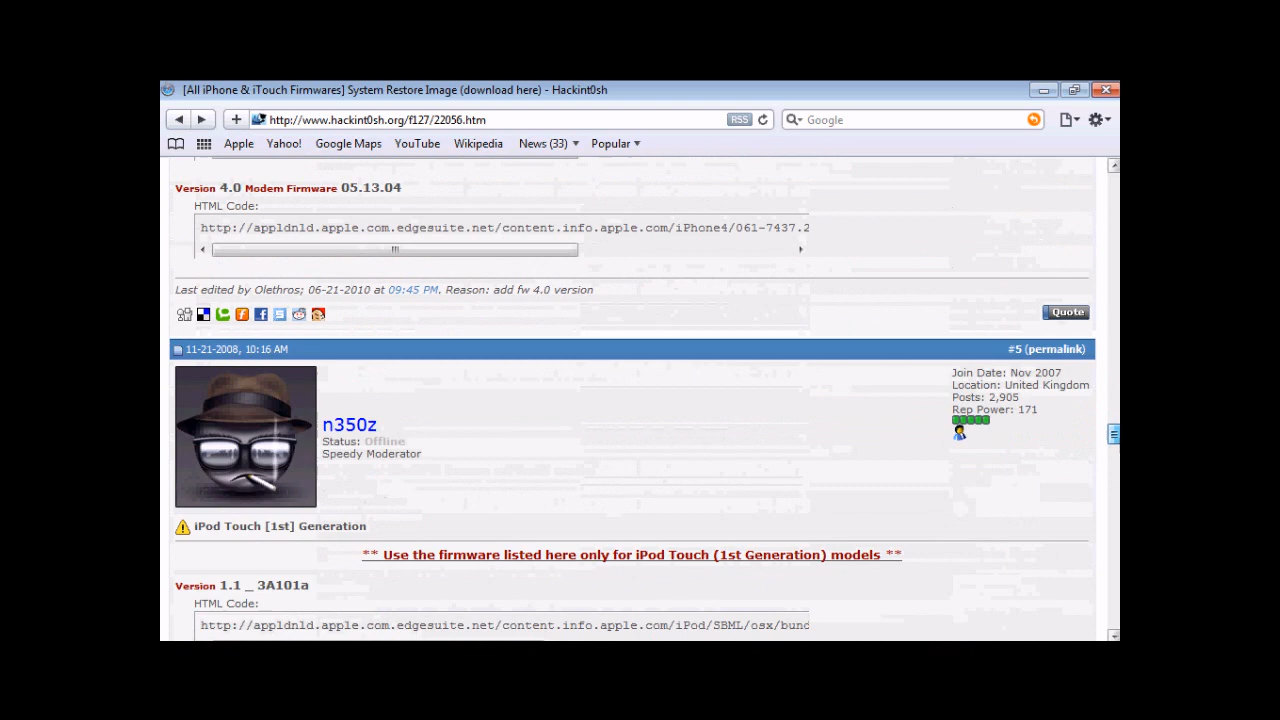 [All iPhone & iTouch Firmwares] System Restore Image (download here) - Hackint0sh
http://www.hackint0sh.org/f127/22056.htm RSS Google
Apple Yahoo! Google Maps YouTube Wikipedia News (33) Popular
Version 4.0 Modem Firmware 05.13.04
HTML Code:
http://appldnld.apple.com.edgesuite.net/content.info.apple.com/iPhone4/061-7437.2
Last edited by Olethros; 06-21-2010 at 09:45 PM. Reason: add fw 4.0 version
Quote
11-21-2008, 10:16 AM #5 (permalink)
n350z
Status: Offline
Speedy Moderator
Join Date: Nov 2007
Location: United Kingdom
Posts: 2,905
Rep Power: 171
iPod Touch [1st] Generation
** Use the firmware listed here only for iPod Touch (1st Generation) models **
Version 1.1 _ 3A101a
HTML Code:
http://appldnld.apple.com.edgesuite.net/content.info.apple.com/iPod/SBML/osx/bund